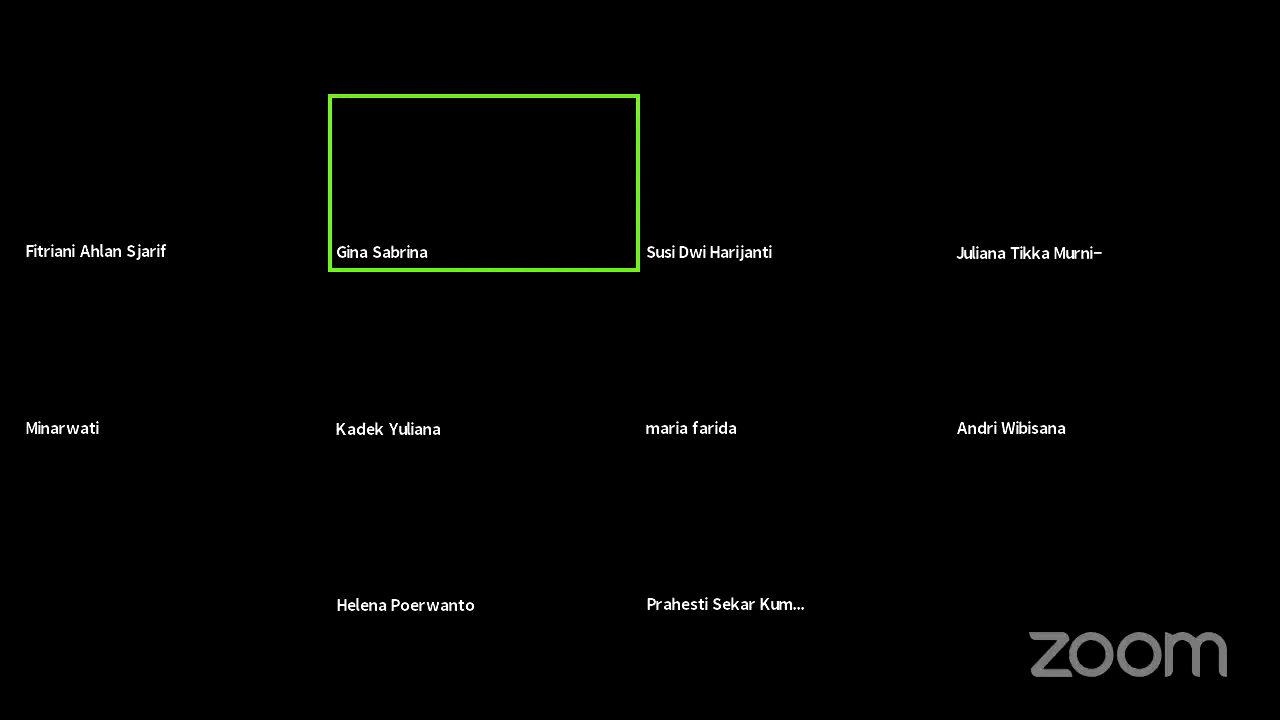 Fitriani Ahlan Sjarif
Gina Sabrina
Susi Dwi Harijanti
Juliana Tikka Murni-
Minarwati
Kadek Yuliana
maria farida
Andri Wibisana
Helena Poerwanto
Prahesti Sekar Kum...
zoom